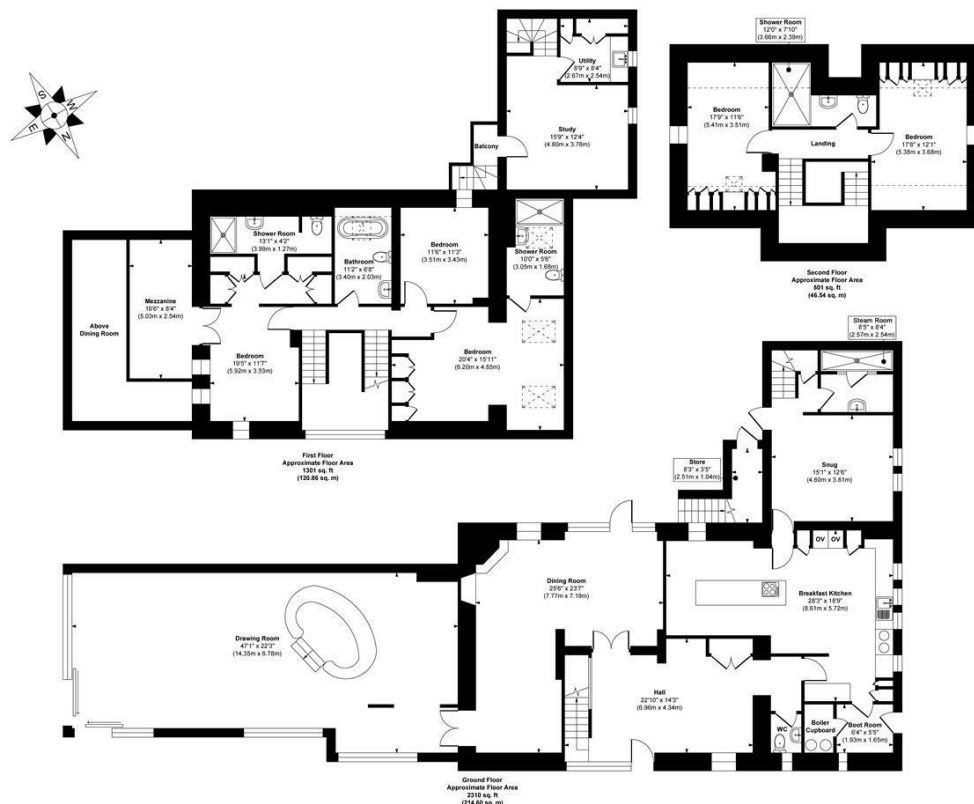 S
W
E
N
Utility
8'9" x 8'4"
(2.67m x 2.54m)
Study
15'9" x 12'4"
(4.80m x 3.76m)
Balcony
Shower Room
13'1" x 4'2"
(3.99m x 1.27m)
Bathroom
11'2" x 6'8"
(3.40m x 2.03m)
Bedroom
11'6" x 11'3"
(3.51m x 3.43m)
Shower Room
10'0" x 5'6"
(3.05m x 1.68m)
Mezzanine
16'6" x 8'4"
(5.03m x 2.54m)
Above
Dining Room
Bedroom
19'5" x 11'7"
(5.92m x 3.53m)
Bedroom
20'4" x 15'11"
(6.20m x 4.85m)
First Floor
Approximate Floor Area
1301 sq. ft
(120.86 sq. m)
Shower Room
12'0" x 7'10"
(3.66m x 2.39m)
Bedroom
17'9" x 11'6"
(5.41m x 3.51m)
Landing
Bedroom
17'8" x 12'1"
(5.38m x 3.68m)
Second Floor
Approximate Floor Area
501 sq. ft
(46.54 sq. m)
Steam Room
8'5" x 8'4"
(2.57m x 2.54m)
Store
8'3" x 3'5"
(2.51m x 1.04m)
Snug
15'1" x 12'6"
(4.60m x 3.81m)
OV
OV
Dining Room
25'6" x 23'7"
(7.77m x 7.19m)
Breakfast Kitchen
28'3" x 18'9"
(8.61m x 5.72m)
Drawing Room
47'1" x 22'3"
(14.35m x 6.78m)
Hall
22'10" x 14'3"
(6.96m x 4.34m)
WC
Boiler
Cupboard
Boot Room
6'4" x 5'5"
(1.93m x 1.65m)
Ground Floor
Approximate Floor Area
2310 sq. ft
(214.60 sq. m)